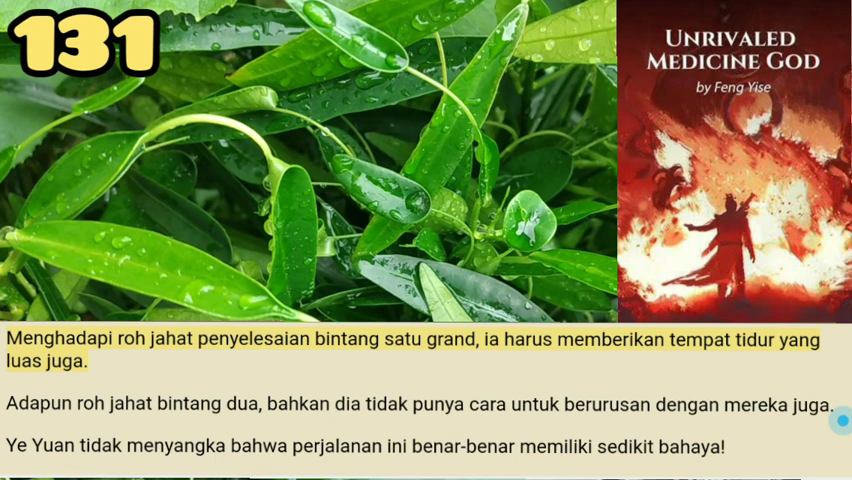 131
UNRIVALED
MEDICINE GOD
by Feng Yise
Menghadapi roh jahat penyelesaian bintang satu grand, ia harus memberikan tempat tidur yang
luas juga.
Adapun roh jahat bintang dua, bahkan dia tidak punya cara untuk berurusan dengan mereka juga.
Ye Yuan tidak menyangka bahwa perjalanan ini benar-benar memiliki sedikit bahaya!